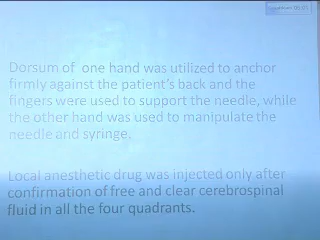 Dorsum of one hand was utilized to anchor
firmly against the patient's back and the
fingers were used to support the needle, while
the other hand was used to manipulate the
needle and syringe.
Local anesthetic drug was injected only after
confirmation of free and clear cerebrospinal
fluid in all the four quadrants.